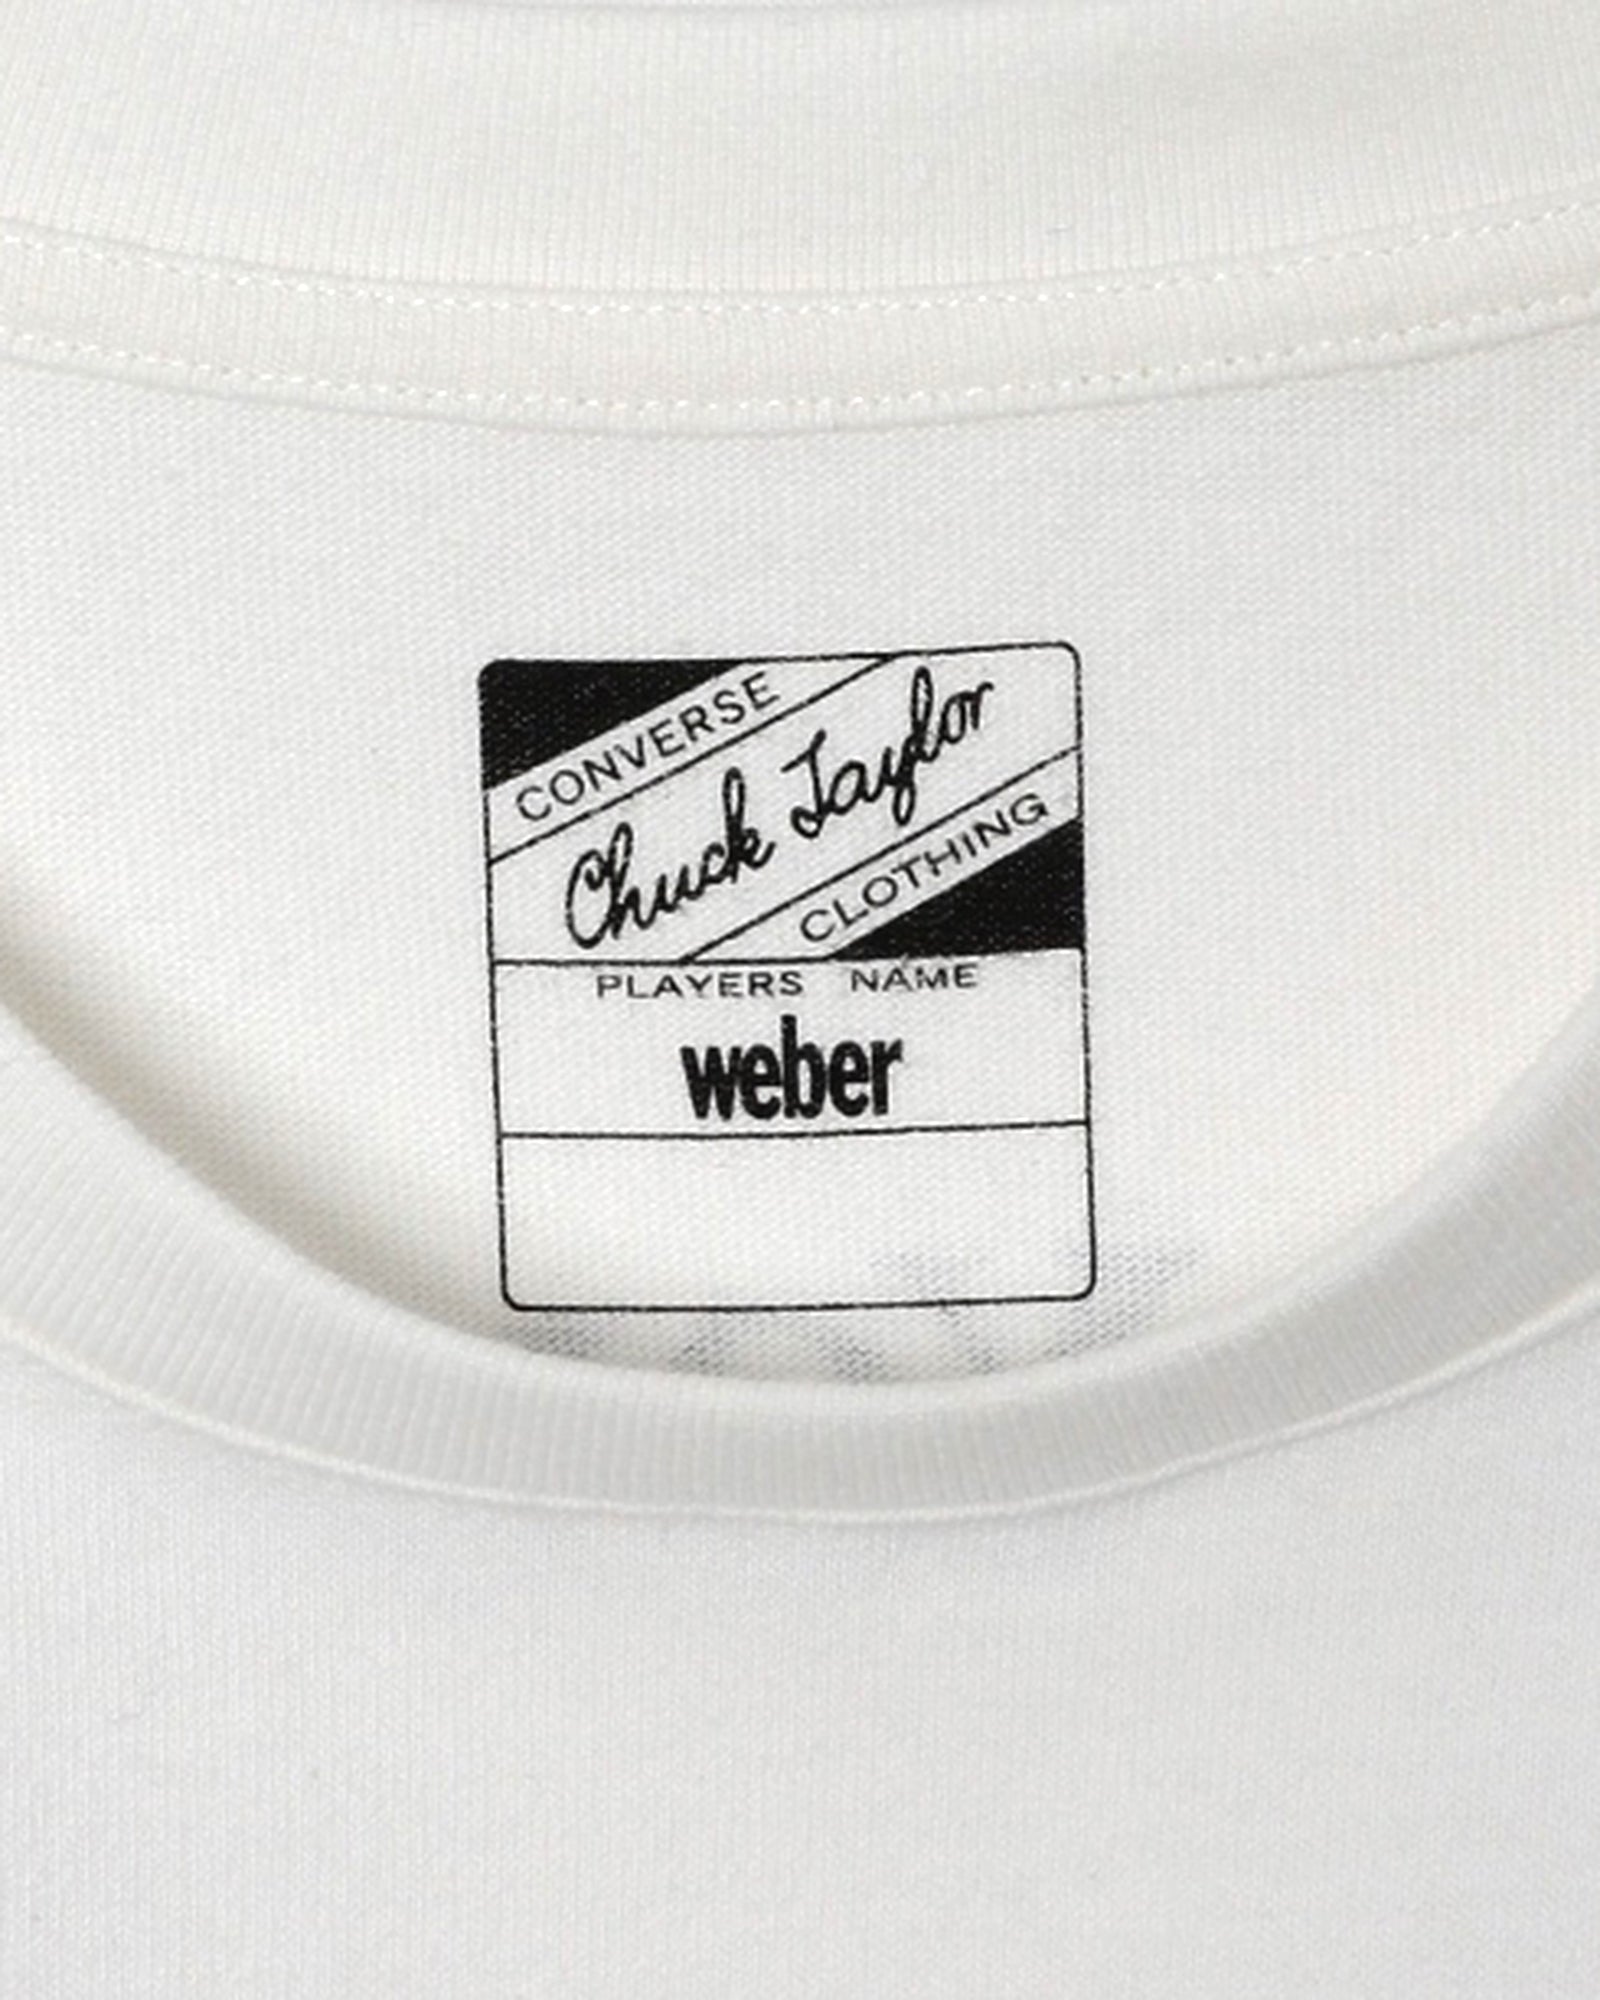 CONVERSE
Chuck Taylor
CLOTHING
PLAYERS NAME
weber